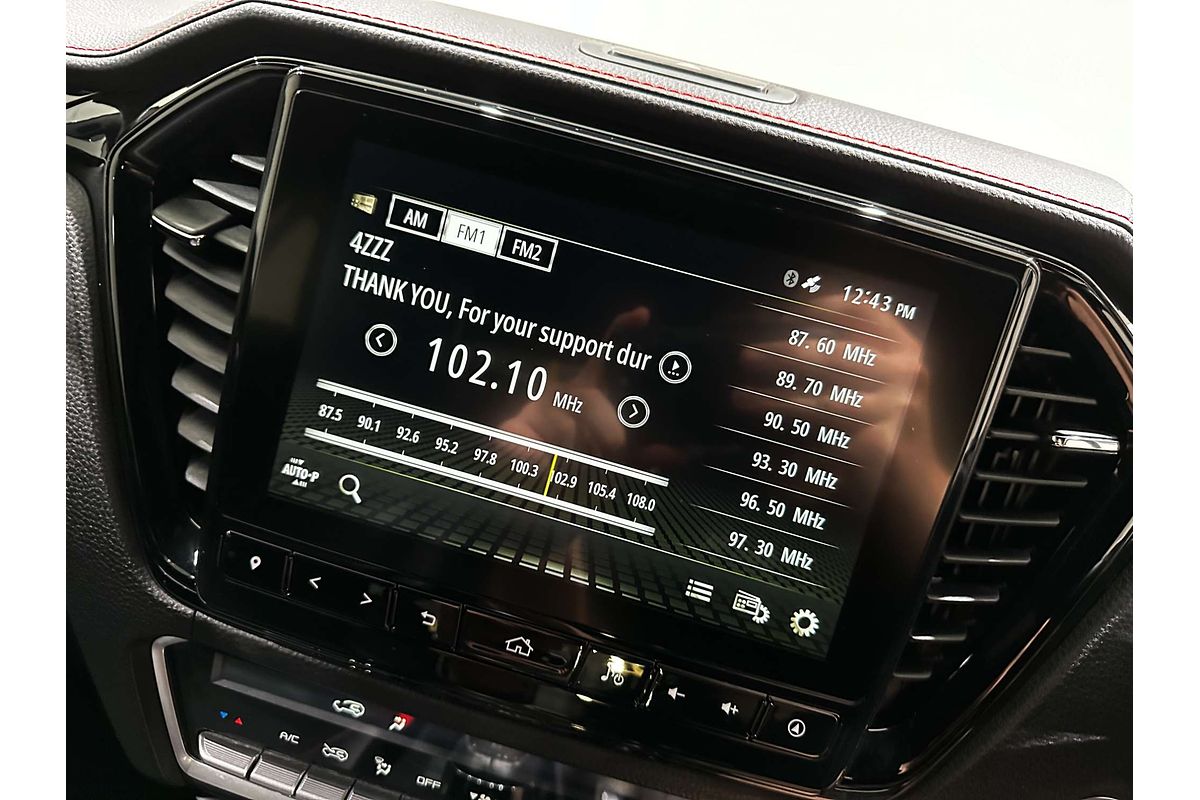 AM FM1 FM2
4ZZZ
12:43 PM
THANK YOU, For your support dur
102.10 MHz
87.5 90.1 92.6 95.2 97.8 100.3 102.9 105.4 108.0
AUTO-P
87.60 MHz
89.70 MHz
90.50 MHz
93.30 MHz
96.50 MHz
97.30 MHz
A/C
OFF